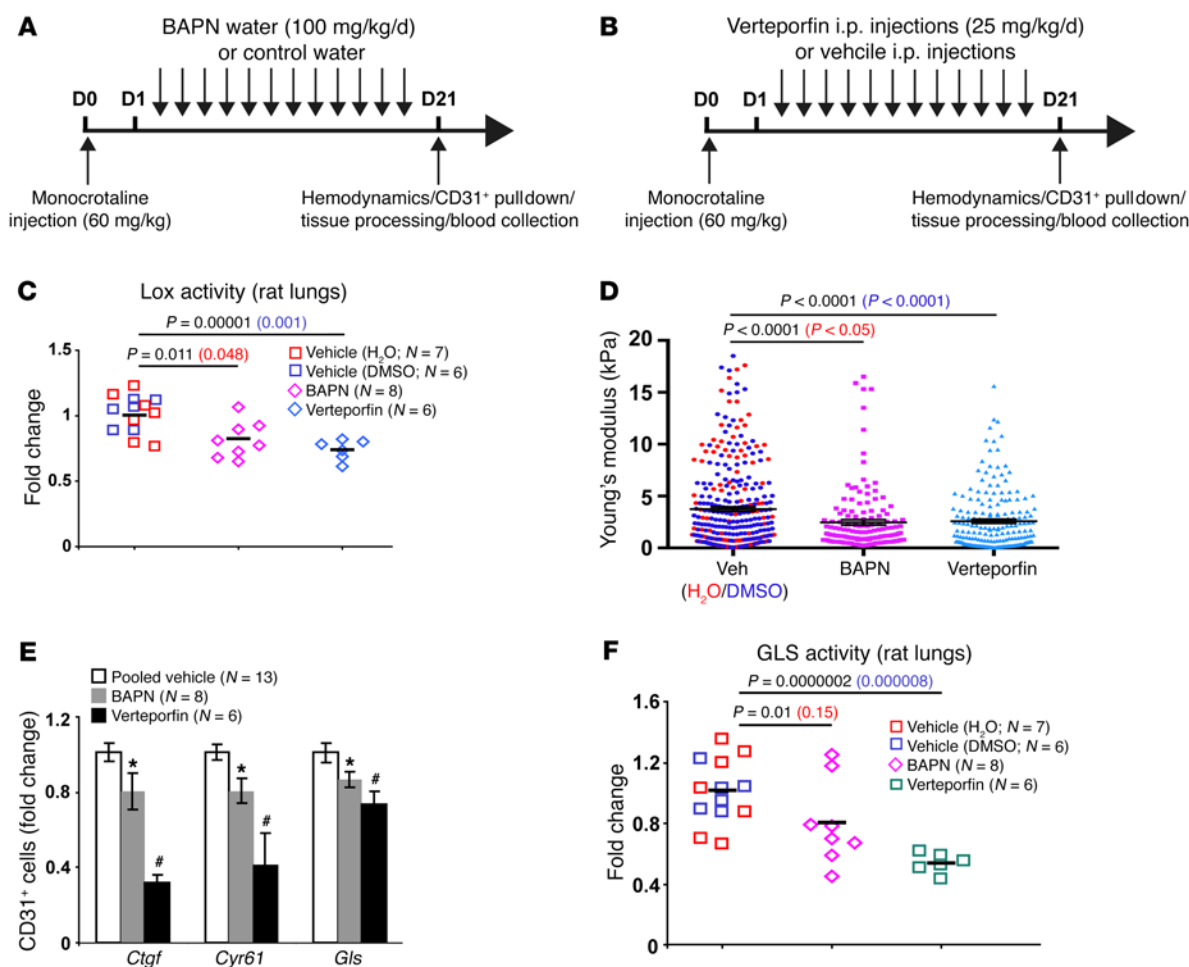 A
BAPN water (100 mg/kg/d)
or control water
D0
D1
D21
Monocrotaline
injection (60 mg/kg)
Hemodynamics/CD31⁺ pulldown/
tissue processing/blood collection
B
Verteporfin i.p. injections (25 mg/kg/d)
or vehcile i.p. injections
D0
D1
D21
Monocrotaline
injection (60 mg/kg)
Hemodynamics/CD31⁺ pulldown/
tissue processing/blood collection
C
Lox activity (rat lungs)
P = 0.00001 (0.001)
P = 0.011 (0.048)
Vehicle (H₂O; N = 7)
Vehicle (DMSO; N = 6)
BAPN (N = 8)
Verteporfin (N = 6)
Fold change
1.5
1
0.5
0
D
P < 0.0001 (P < 0.0001)
P < 0.0001 (P < 0.05)
Young's modulus (kPa)
20
15
10
5
0
Veh
(H₂O/DMSO)
BAPN
Verteporfin
E
Pooled vehicle (N = 13)
BAPN (N = 8)
Verteporfin (N = 6)
CD31⁺ cells (fold change)
1.2
0.8
0.4
0
* # * # * #
Ctgf Cyr61 Gls
F
GLS activity (rat lungs)
P = 0.0000002 (0.000008)
P = 0.01 (0.15)
Vehicle (H₂O; N = 7)
Vehicle (DMSO; N = 6)
BAPN (N = 8)
Verteporfin (N = 6)
Fold change
1.6
1.2
0.8
0.4
0